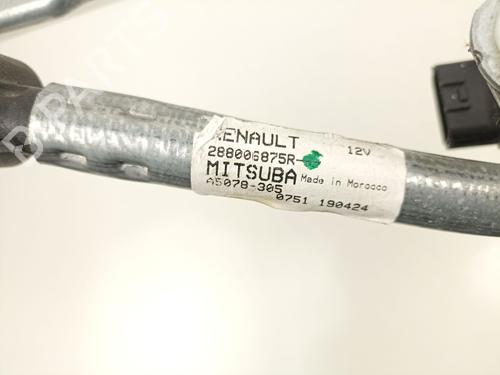 RENAULT 12V
288006875R-
MITSUBA Made in Morocco
A5078-305
0751 190424